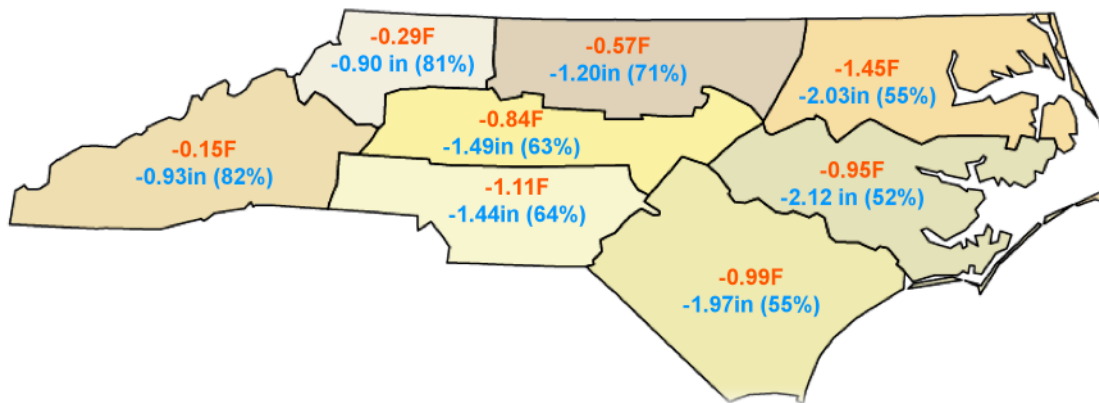 -0.29F
-0.90 in (81%)
-0.57F
-1.20in (71%)
-1.45F
-2.03in (55%)
-0.15F
-0.93in (82%)
-0.84F
-1.49in (63%)
-1.11F
-1.44in (64%)
-0.95F
-2.12 in (52%)
-0.99F
-1.97in (55%)